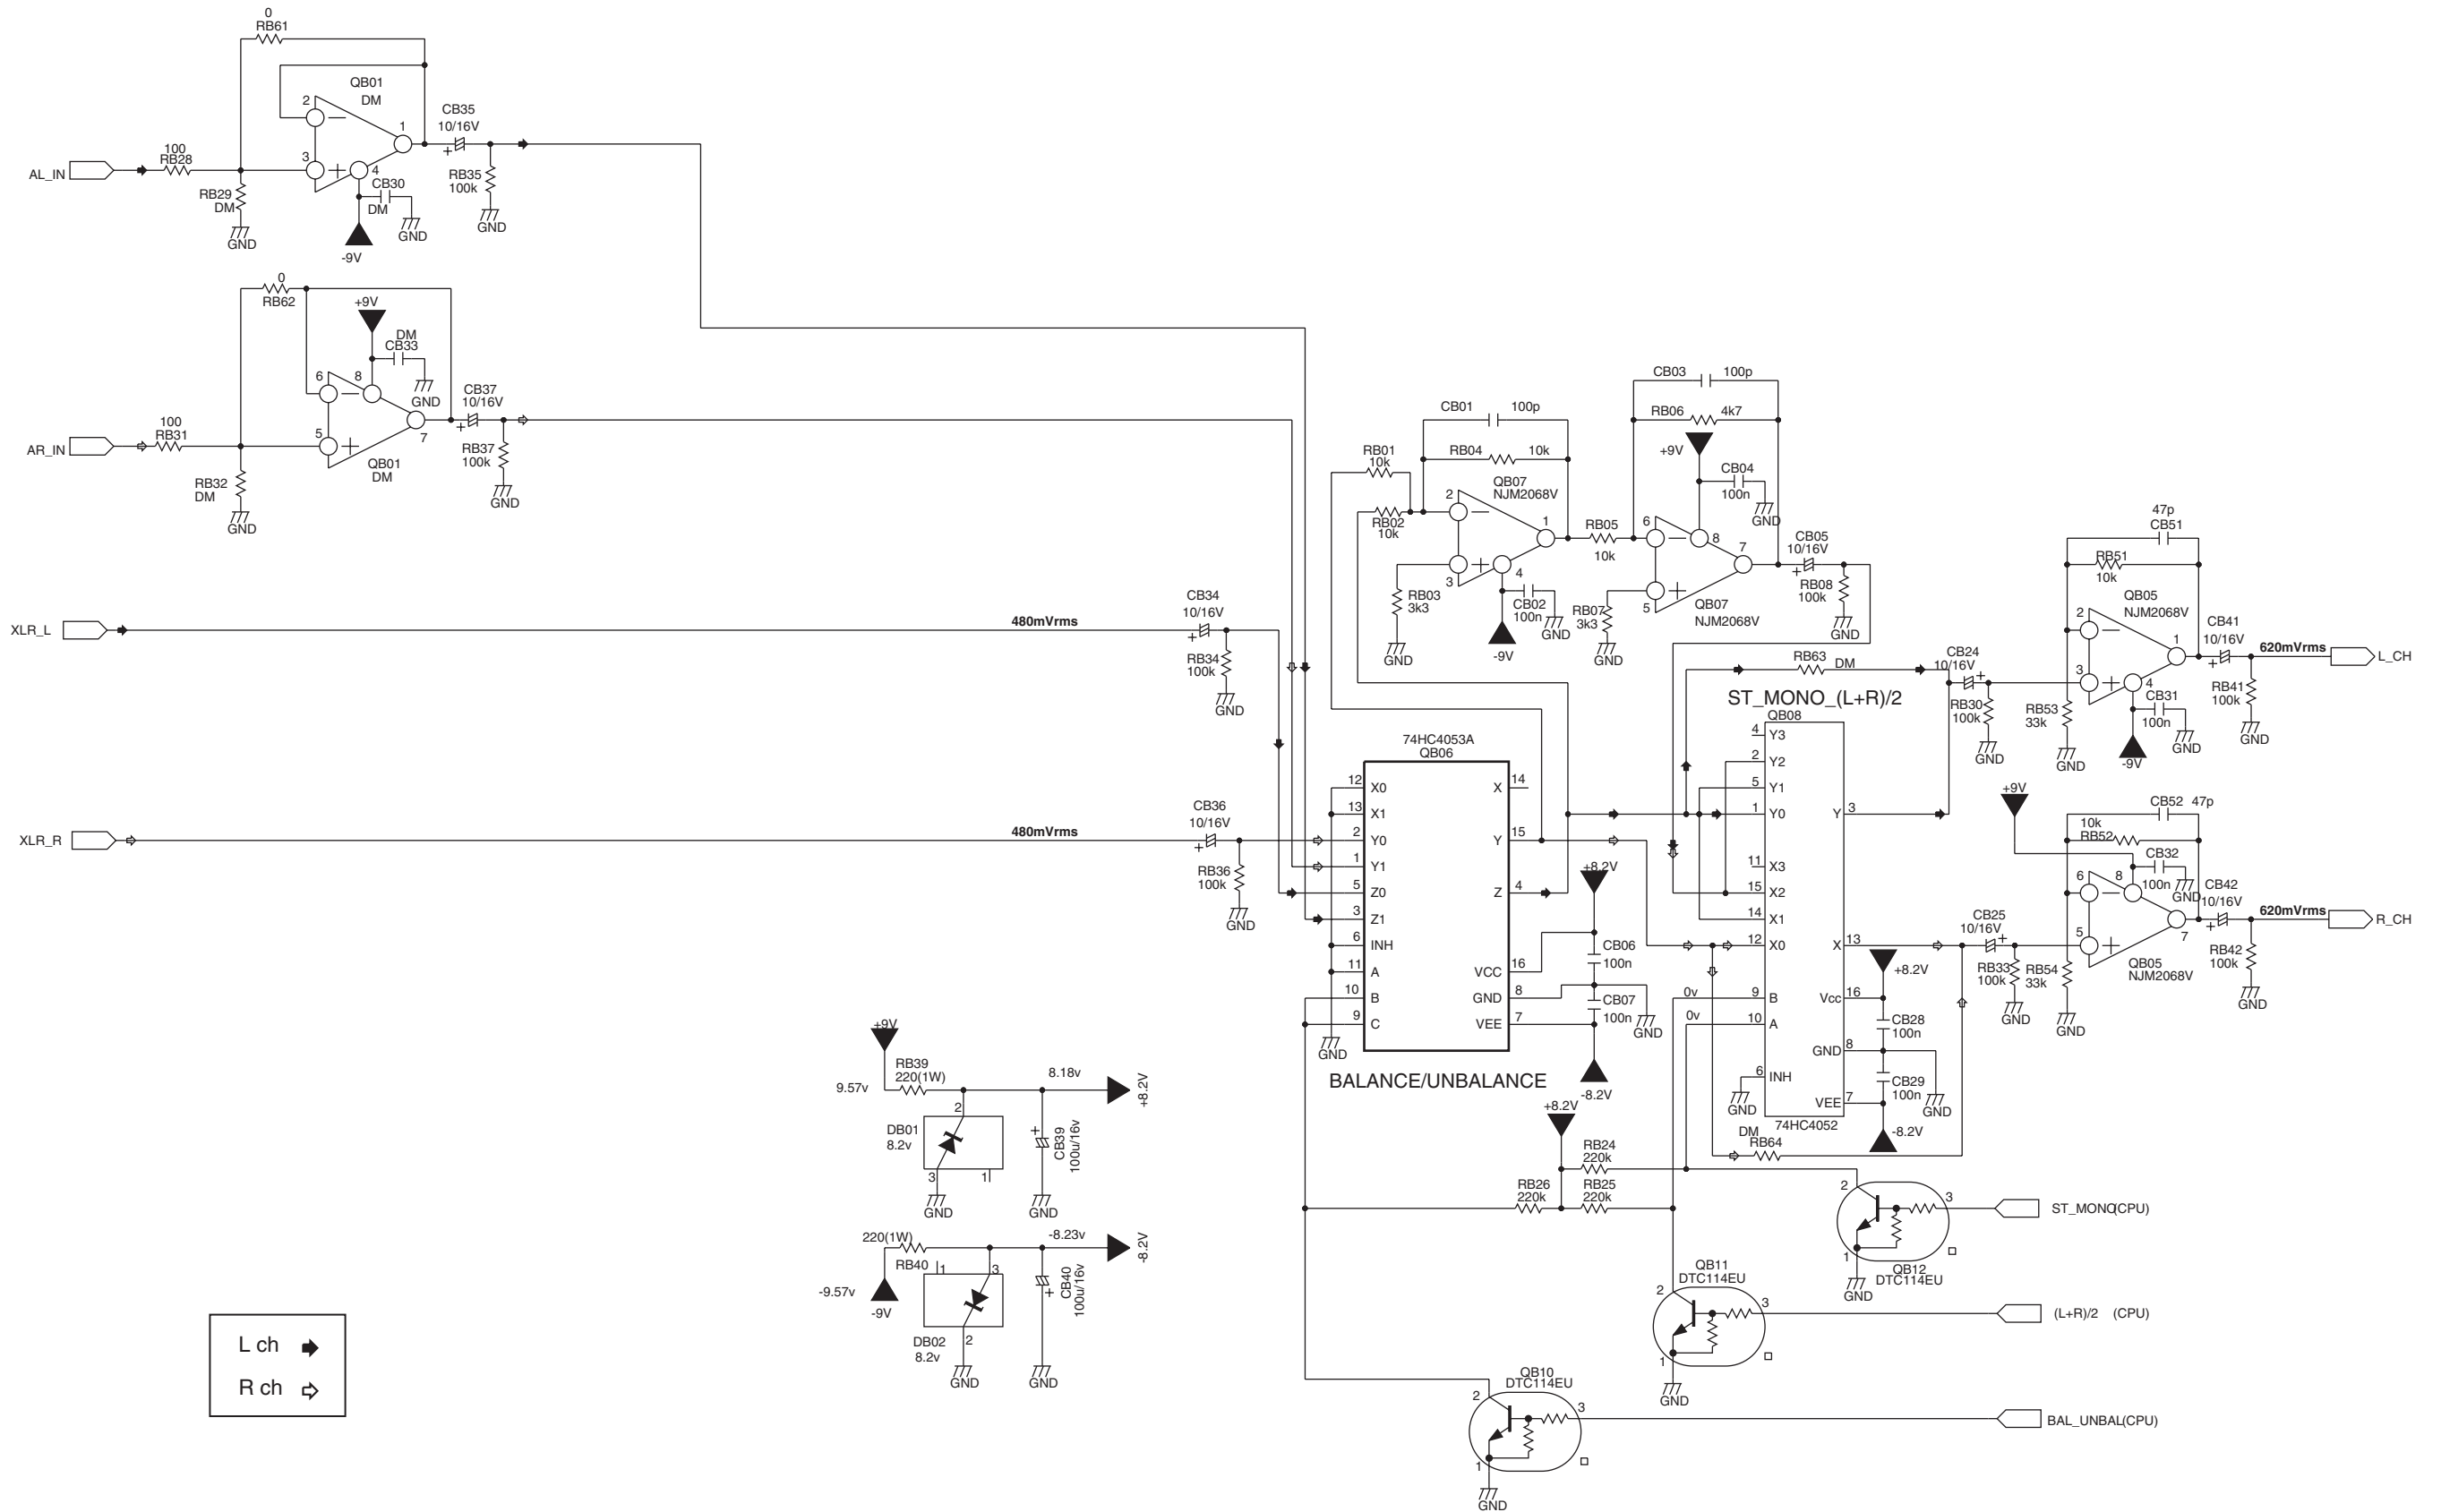 0
RB61
QB01
DM
2
1
3
4
CB35
10/16V
+
AL_IN
100
RB28
RB29
DM
GND
CB30
DM
GND
-9V
RB35
100k
GND
0
RB62
+9V
DM
CB33
GND
6
8
5
7
QB01
DM
CB37
10/16V
+
AR_IN
100
RB31
RB32
DM
GND
RB37
100k
GND
XLR_L
480mVrms
CB34
10/16V
+
RB34
100k
GND
XLR_R
480mVrms
CB36
10/16V
+
RB36
100k
GND
CB01 100p
RB01
10k
RB04 10k
RB02
10k
QB07
NJM2068V
2
1
3
4
RB03
3k3
GND
CB02
100n
GND
-9V
CB03 100p
RB06 4k7
+9V
CB04
100n
GND
RB05
10k
6
8
7
5
QB07
NJM2068V
RB07
3k3
GND
CB05
10/16V
+
RB08
100k
GND
RB63 DM
ST_MONO_(L+R)/2
QB08
4 Y3
2 Y2
5 Y1
1 Y0
Y 3
11 X3
15 X2
14 X1
12 X0
X 13
9 B
0v
10 A
0v
Vcc 16
GND 8
6 INH
VEE 7
GND
74HC4052
+8.2V
CB28
100n
CB29
100n
GND
-8.2V
DM
RB64
74HC4053A
QB06
12 X0
13 X1
2 Y0
1 Y1
5 Z0
3 Z1
6 INH
11 A
10 B
9 C
X 14
Y 15
Z 4
VCC 16
GND 8
VEE 7
GND
BALANCE/UNBALANCE
+8.2V
CB06
100n
CB07
100n
GND
-8.2V
CB24
10/16V
+
RB30
100k
GND
47p
CB51
RB51
10k
QB05
NJM2068V
2
1
3
4
RB53
33k
GND
CB31
100n
GND
-9V
CB41
10/16V
+
620mVrms
L_CH
RB41
100k
GND
+9V
CB52 47p
10k
RB52
CB32
100n
GND
6
8
5
7
QB05
NJM2068V
CB25
10/16V
+
RB33
100k
GND
RB54
33k
GND
CB42
10/16V
+
620mVrms
R_CH
RB42
100k
GND
+9V
RB39
220(1W)
9.57v
8.18v
+8.2V
2
DB01
8.2v
3
1
GND
+
CB39
100u/16v
GND
220(1W)
RB40
-8.23v
-8.2V
1
3
-9.57v
-9V
DB02
8.2v
2
GND
+
CB40
100u/16v
GND
+8.2V
RB24
220k
RB26
220k
RB25
220k
2
3
1
QB12
DTC114EU
GND
ST_MONO(CPU)
QB11
DTC114EU
2
3
1
GND
(L+R)/2 (CPU)
QB10
DTC114EU
2
3
1
GND
BAL_UNBAL(CPU)
L ch
R ch